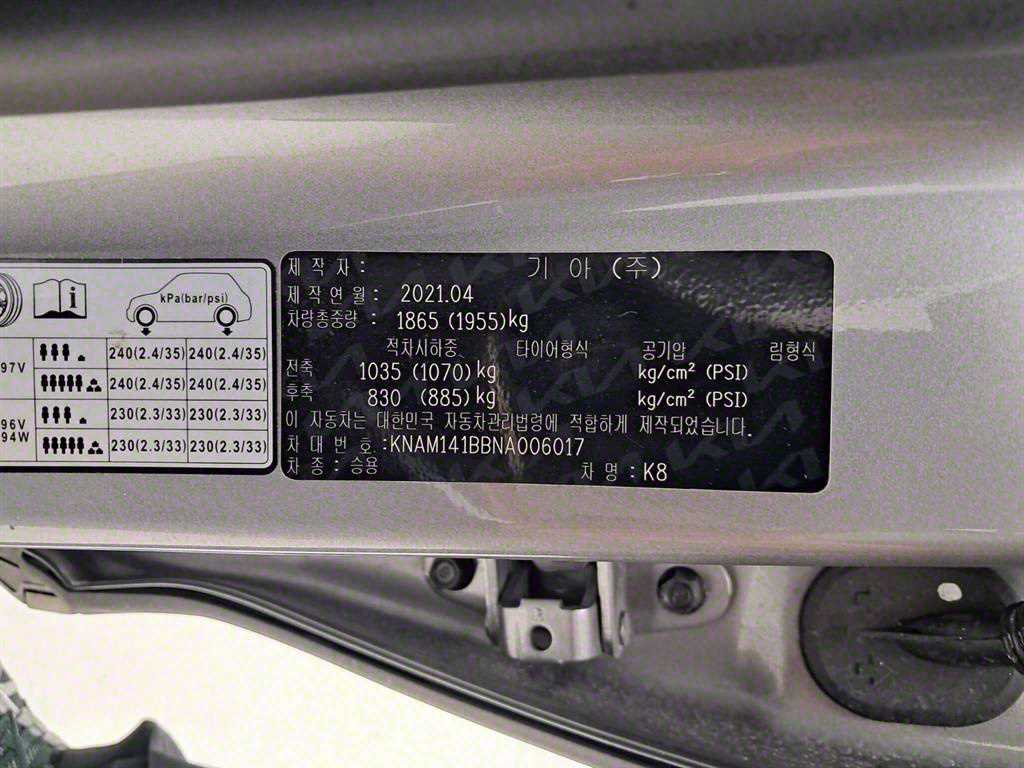 kPa(bar/psi)
97V
240(2.4/35) 240(2.4/35)
240(2.4/35) 240(2.4/35)
96V
94W
230(2.3/33) 230(2.3/33)
230(2.3/33) 230(2.3/33)
제 작 자 : 기 아 (주)
제 작 연 월 : 2021.04
차량총중량 : 1865 (1955)kg
적차시하중 타이어형식 공기압 림형식
전축 1035 (1070) kg kg/cm² (PSI)
후축 830 (885) kg kg/cm² (PSI)
이 자동차는 대한민국 자동차관리법령에 적합하게 제작되었습니다.
차 대 번 호 :KNAM141BBNA006017
차 종 : 승용 차 명 : K8